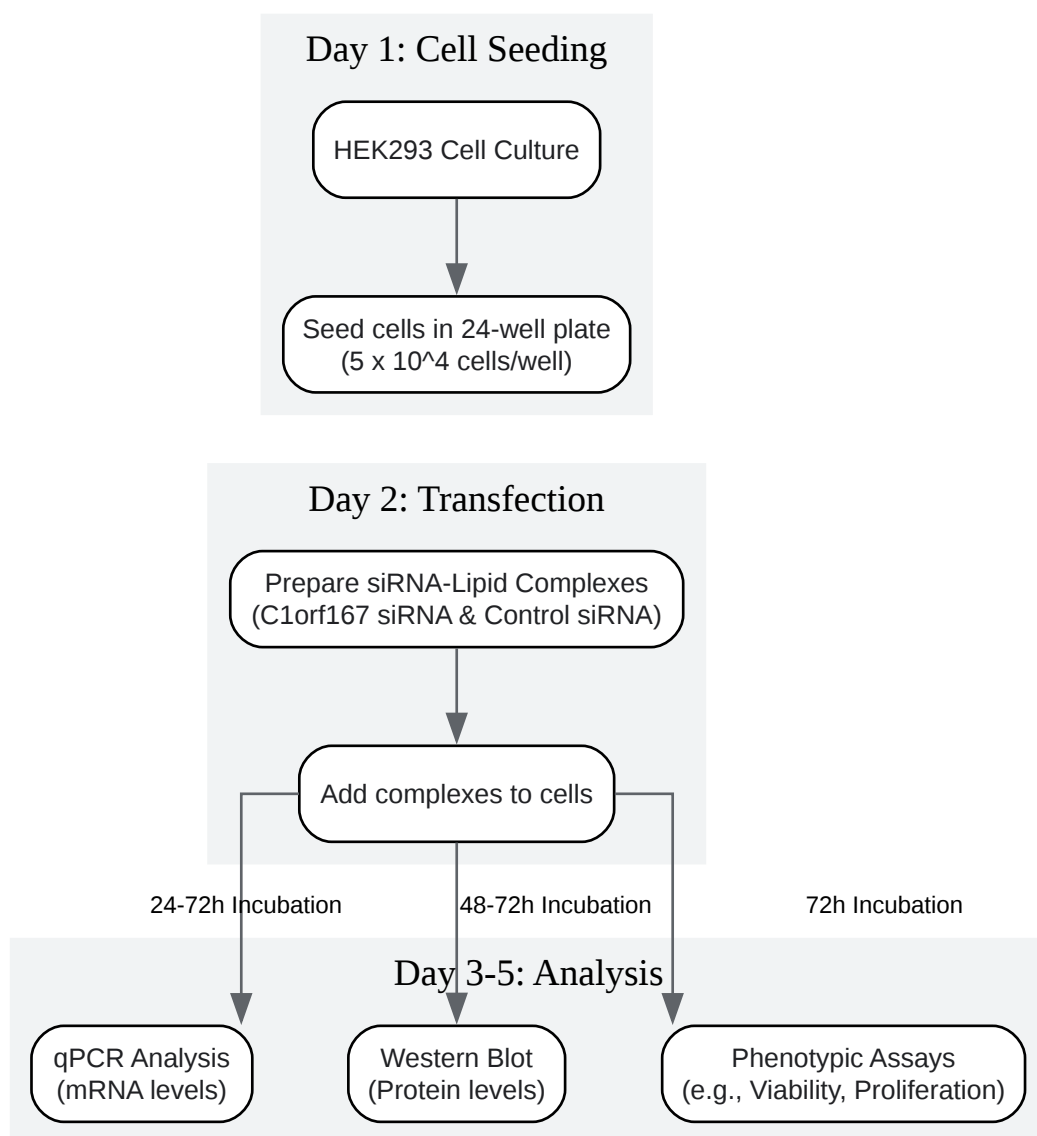 Day 1: Cell Seeding
HEK293 Cell Culture
Seed cells in 24-well plate
(5 x 10^4 cells/well)
Day 2: Transfection
Prepare siRNA-Lipid Complexes
(C1orf167 siRNA & Control siRNA)
Add complexes to cells
24-72h Incubation
48-72h Incubation
72h Incubation
Day 3-5: Analysis
qPCR Analysis
(mRNA levels)
Western Blot
(Protein levels)
Phenotypic Assays
(e.g., Viability, Proliferation)